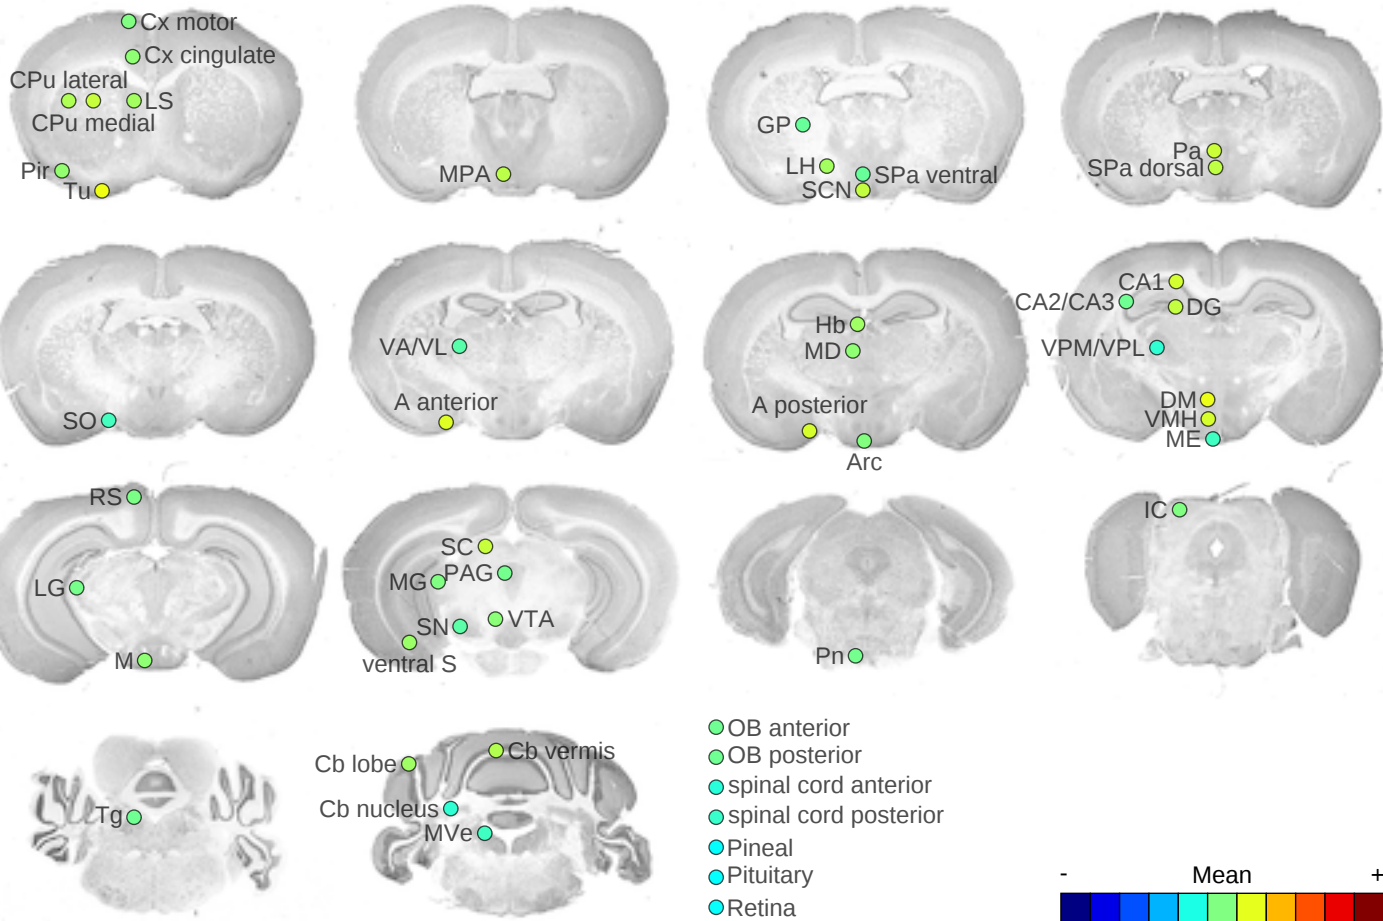 Cx motor
Cx cingulate
CPu lateral
LS
CPu medial
Pir
Tu
MPA
GP
LH
SPa ventral
SCN
Pa
SPa dorsal
SO
VA/VL
A anterior
Hb
MD
A posterior
Arc
CA1
CA2/CA3
DG
VPM/VPL
DM
VMH
ME
RS
LG
M
SC
MG
PAG
SN
VTA
ventral S
Pn
IC
Tg
Cb lobe
Cb vermis
Cb nucleus
MVe
OB anterior
OB posterior
spinal cord anterior
spinal cord posterior
Pineal
Pituitary
Retina
- Mean +